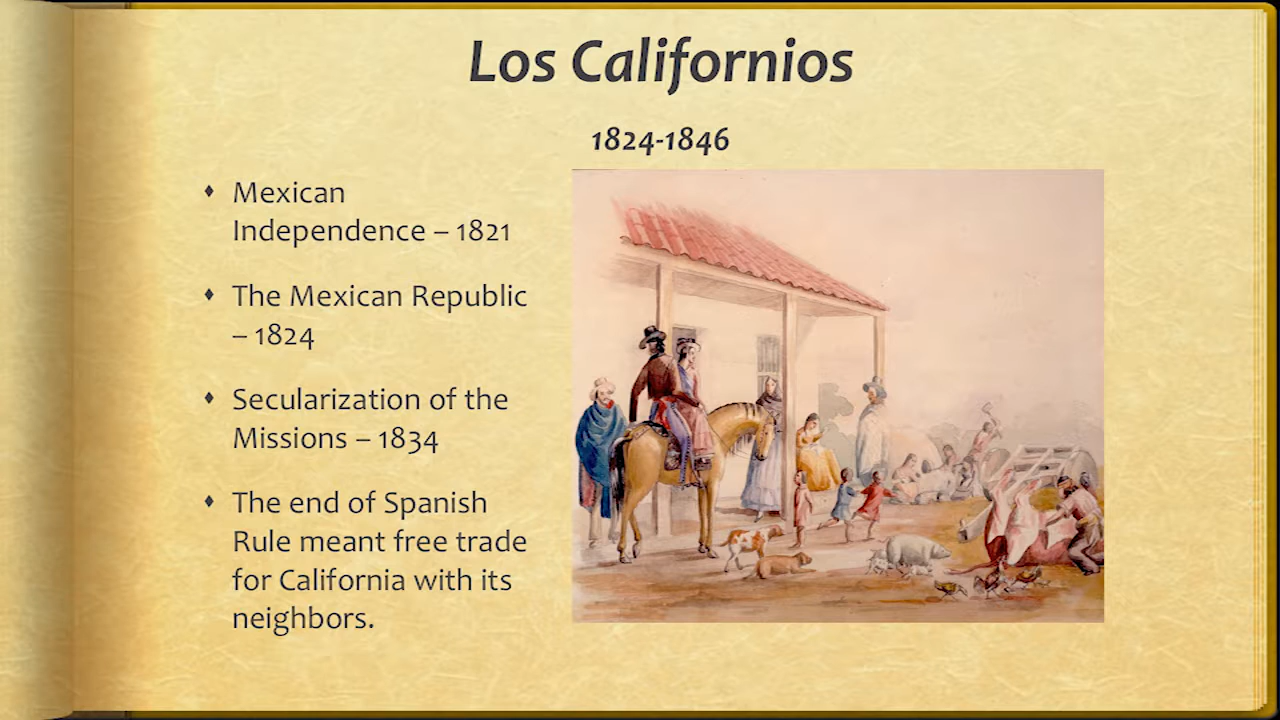 Los Californios
1824-1846
♦ Mexican
Independence – 1821
♦ The Mexican Republic
– 1824
♦ Secularization of the
Missions – 1834
♦ The end of Spanish
Rule meant free trade
for California with its
neighbors.